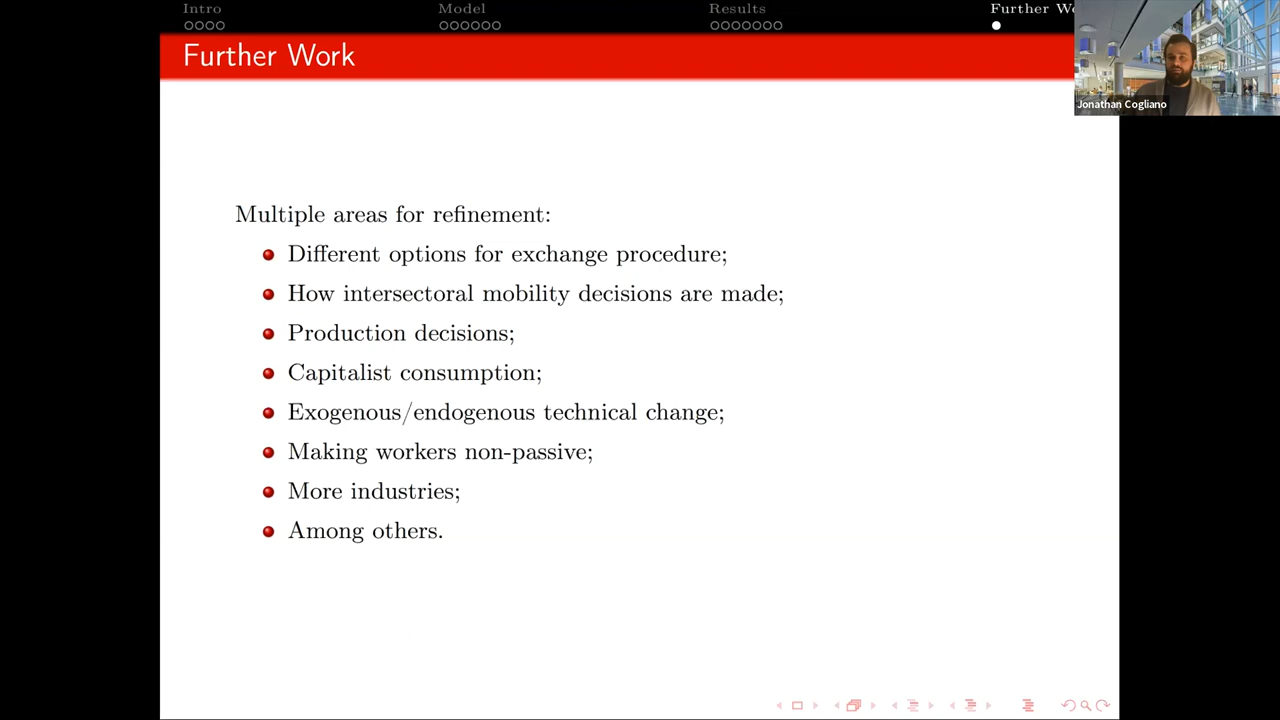 Intro
Model
Results
Further Wo
Further Work
Jonathan Cogliano
Multiple areas for refinement:
Different options for exchange procedure;
How intersectoral mobility decisions are made;
Production decisions;
Capitalist consumption;
Exogenous/endogenous technical change;
Making workers non-passive;
More industries;
Among others.